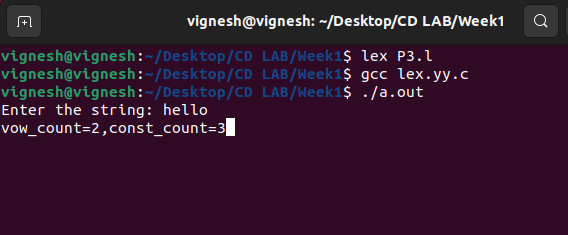 vignesh@vignesh: ~/Desktop/CD LAB/Week1
vignesh@vignesh:~/Desktop/CD LAB/Week1$ lex P3.l
vignesh@vignesh:~/Desktop/CD LAB/Week1$ gcc lex.yy.c
vignesh@vignesh:~/Desktop/CD LAB/Week1$ ./a.out
Enter the string: hello
vow_count=2,const_count=3